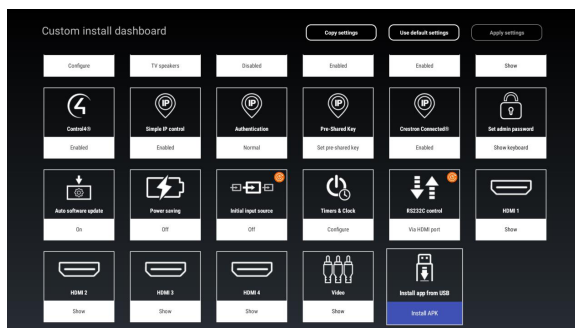 Custom install dashboard
Copy settings
Use default settings
Apply settings
Configure
TV speakers
Disabled
Enabled
Enabled
Show
Control4®
Simple IP control
Authentication
Pre-Shared Key
Crestron Connected®
Set admin password
Enabled
Enabled
Normal
Set pre-shared key
Enabled
Show keyboard
Auto software update
Power saving
Initial input source
Timers & Clock
RS232C control
HDMI 1
On
Off
Off
Configure
Via HDMI port
Show
HDMI 2
HDMI 3
HDMI 4
Video
Install app from USB
Show
Show
Show
Show
Install APK